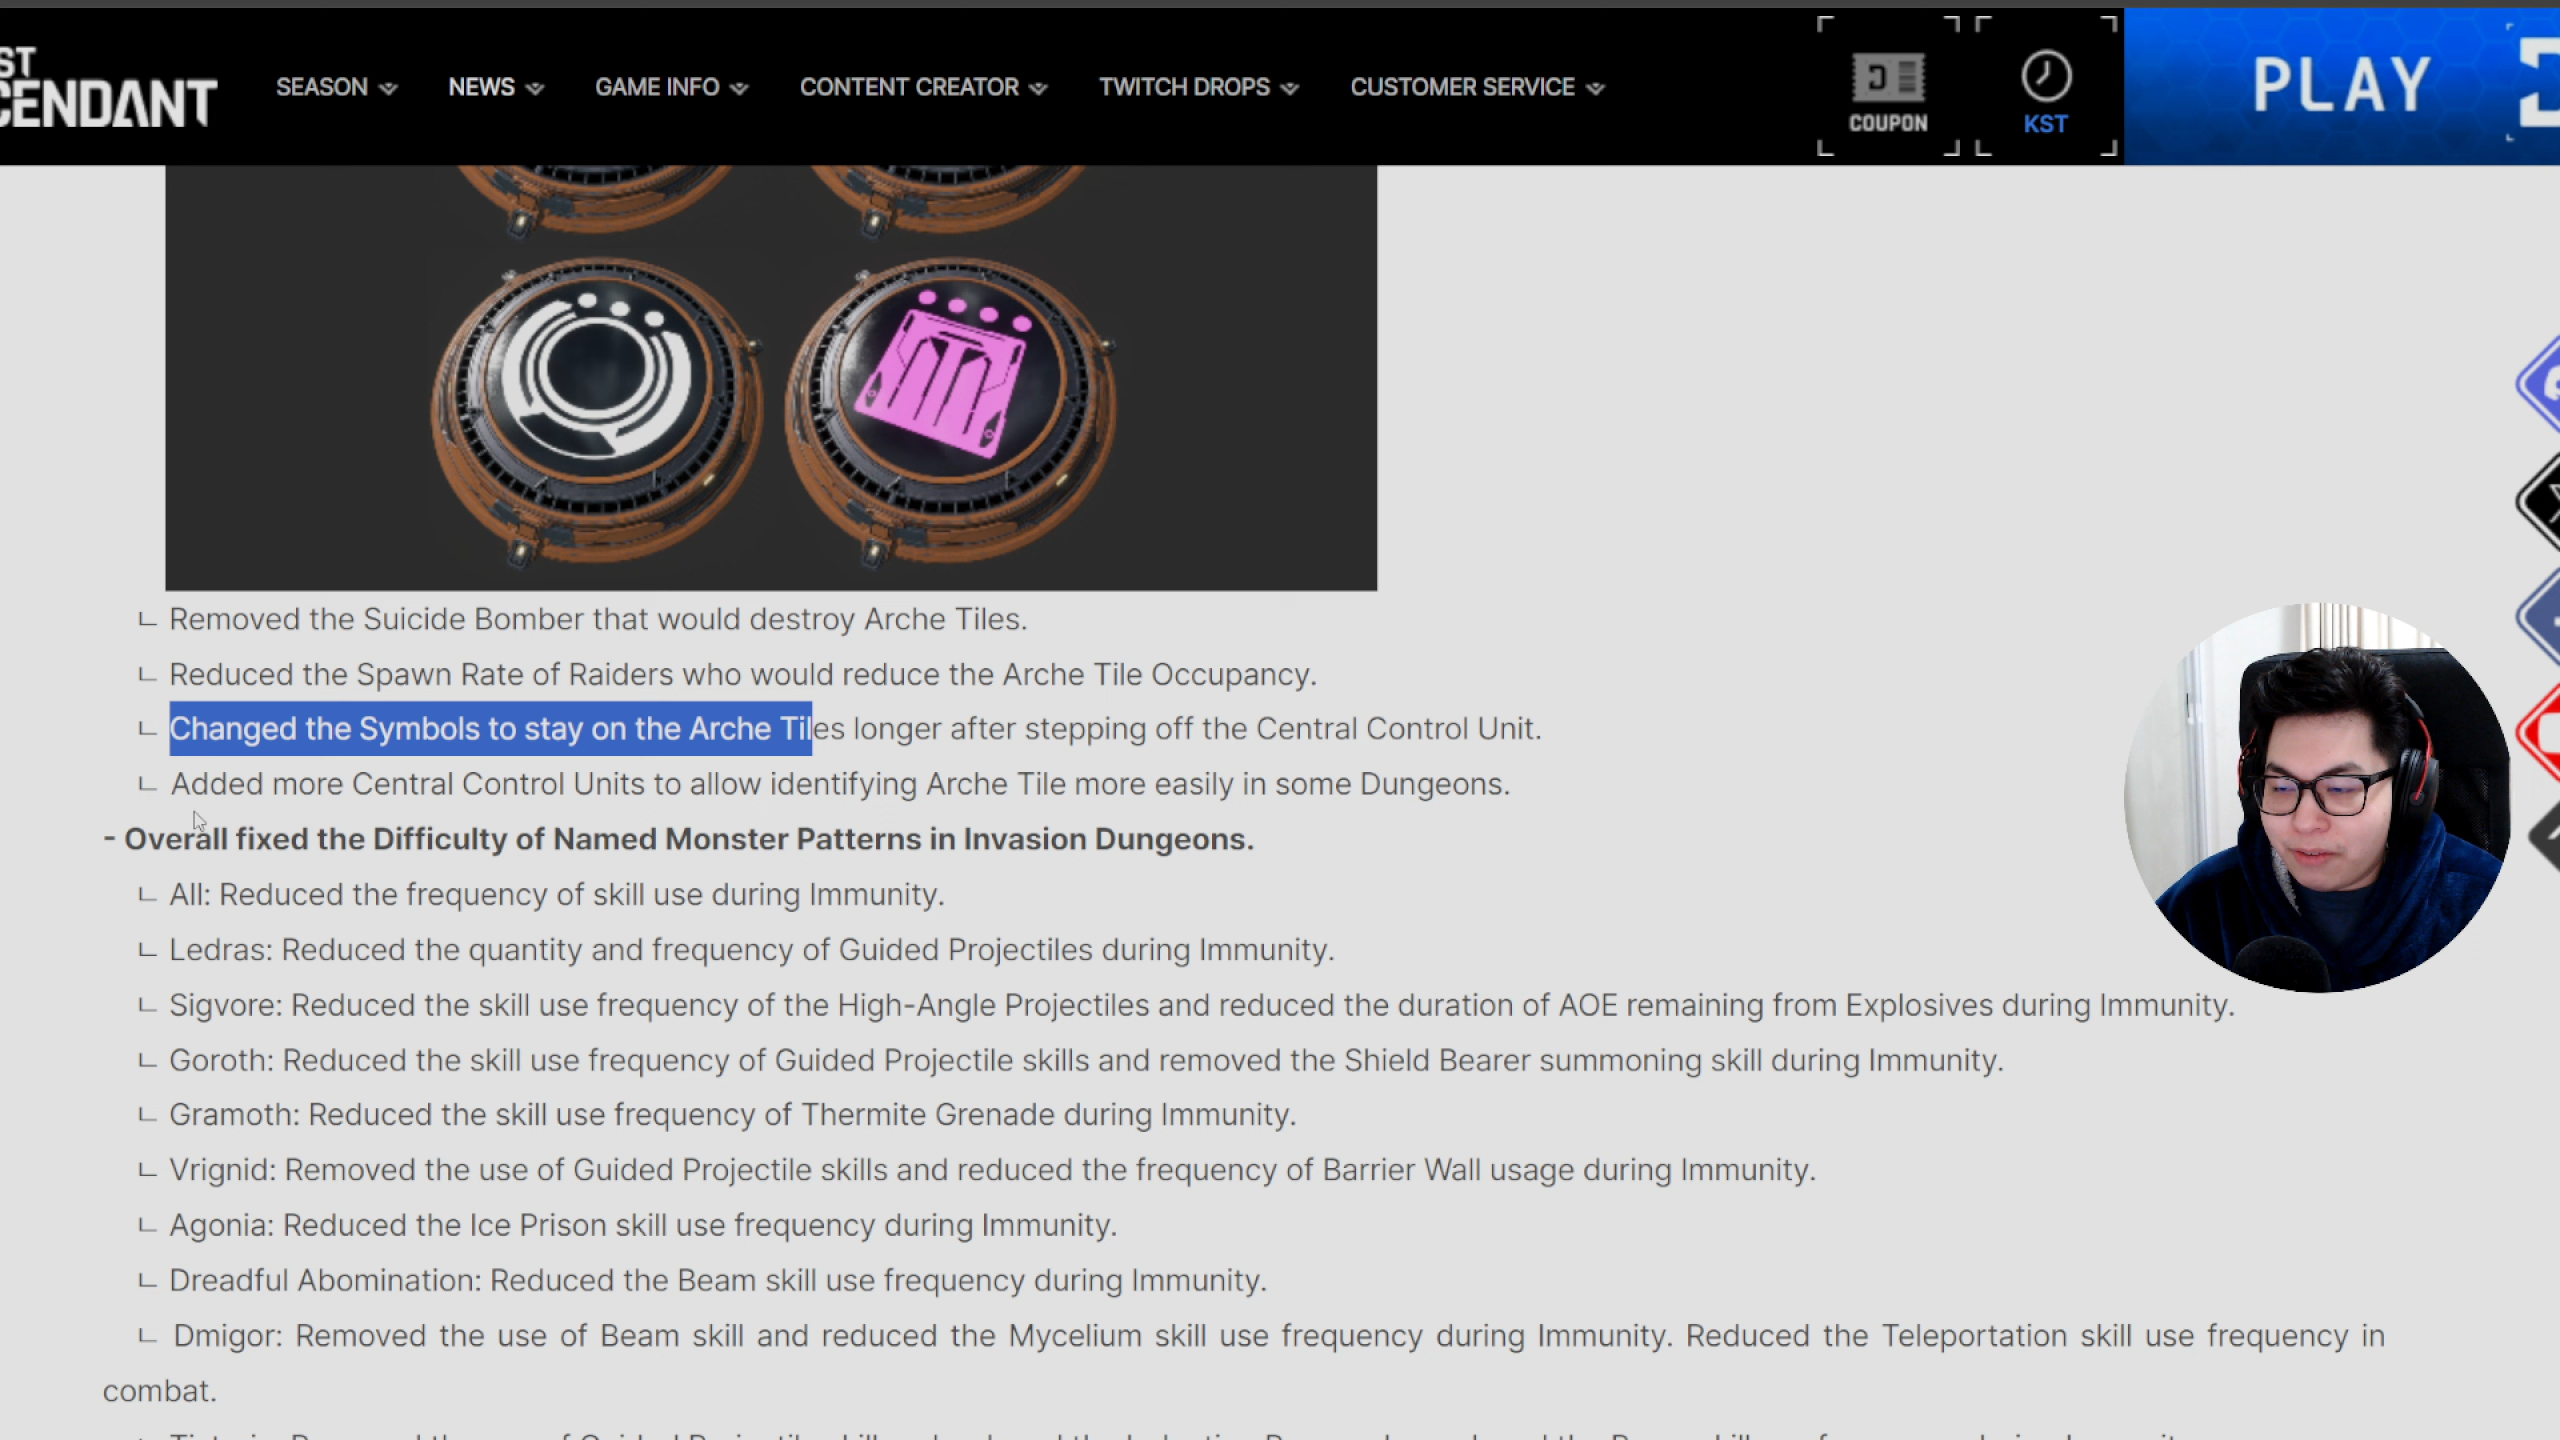 ST
CENDANT
SEASON
NEWS
GAME INFO
CONTENT CREATOR
TWITCH DROPS
CUSTOMER SERVICE
COUPON
KST
PLAY
ㄴ Removed the Suicide Bomber that would destroy Arche Tiles.
ㄴ Reduced the Spawn Rate of Raiders who would reduce the Arche Tile Occupancy.
ㄴ Changed the Symbols to stay on the Arche Tiles longer after stepping off the Central Control Unit.
ㄴ Added more Central Control Units to allow identifying Arche Tile more easily in some Dungeons.
- Overall fixed the Difficulty of Named Monster Patterns in Invasion Dungeons.
ㄴ All: Reduced the frequency of skill use during Immunity.
ㄴ Ledras: Reduced the quantity and frequency of Guided Projectiles during Immunity.
ㄴ Sigvore: Reduced the skill use frequency of the High-Angle Projectiles and reduced the duration of AOE remaining from Explosives during Immunity.
ㄴ Goroth: Reduced the skill use frequency of Guided Projectile skills and removed the Shield Bearer summoning skill during Immunity.
ㄴ Gramoth: Reduced the skill use frequency of Thermite Grenade during Immunity.
ㄴ Vrignid: Removed the use of Guided Projectile skills and reduced the frequency of Barrier Wall usage during Immunity.
ㄴ Agonia: Reduced the Ice Prison skill use frequency during Immunity.
ㄴ Dreadful Abomination: Reduced the Beam skill use frequency during Immunity.
ㄴ Dmigor: Removed the use of Beam skill and reduced the Mycelium skill use frequency during Immunity. Reduced the Teleportation skill use frequency in
combat.